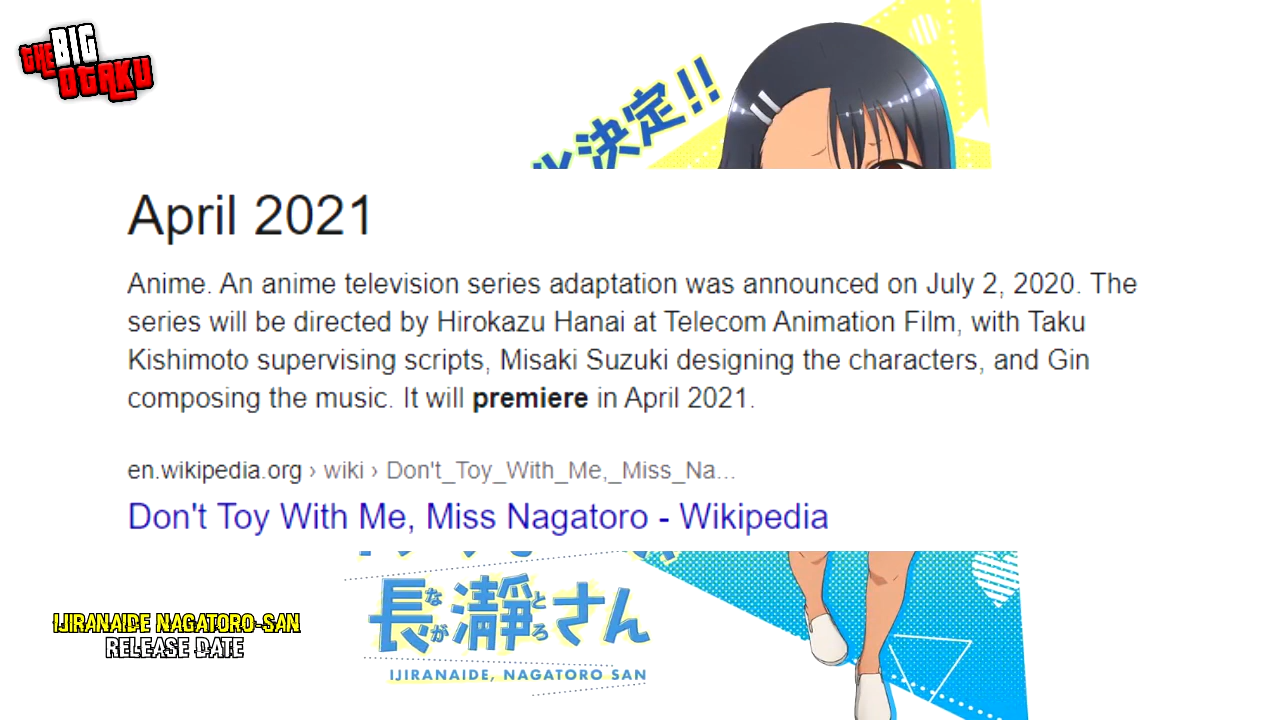 THE BIG
OTAKU
決定!!
April 2021
Anime. An anime television series adaptation was announced on July 2, 2020. The
series will be directed by Hirokazu Hanai at Telecom Animation Film, with Taku
Kishimoto supervising scripts, Misaki Suzuki designing the characters, and Gin
composing the music. It will premiere in April 2021.
en.wikipedia.org › wiki › Don't_Toy_With_Me,_Miss_Na...
Don't Toy With Me, Miss Nagatoro - Wikipedia
長瀞さん
なが とろ
IJIRANAIDE, NAGATORO SAN
IJIRANAIDE NAGATORO-SAN
RELEASE DATE